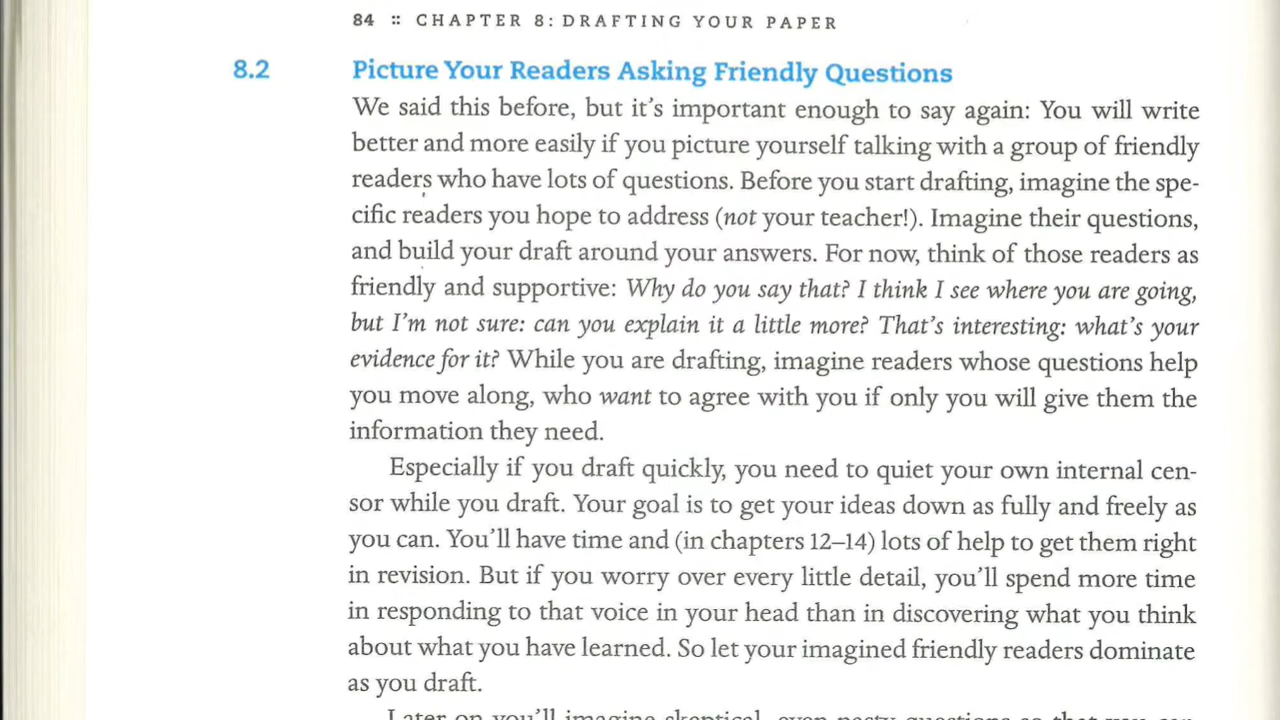 84 :: CHAPTER 8: DRAFTING YOUR PAPER
8.2 Picture Your Readers Asking Friendly Questions
We said this before, but it's important enough to say again: You will write
better and more easily if you picture yourself talking with a group of friendly
readers who have lots of questions. Before you start drafting, imagine the spe-
cific readers you hope to address (not your teacher!). Imagine their questions,
and build your draft around your answers. For now, think of those readers as
friendly and supportive: Why do you say that? I think I see where you are going,
but I'm not sure: can you explain it a little more? That's interesting: what's your
evidence for it? While you are drafting, imagine readers whose questions help
you move along, who want to agree with you if only you will give them the
information they need.
Especially if you draft quickly, you need to quiet your own internal cen-
sor while you draft. Your goal is to get your ideas down as fully and freely as
you can. You'll have time and (in chapters 12–14) lots of help to get them right
in revision. But if you worry over every little detail, you'll spend more time
in responding to that voice in your head than in discovering what you think
about what you have learned. So let your imagined friendly readers dominate
as you draft.
Later on you'll imagine skeptical, even nasty questions so that you can